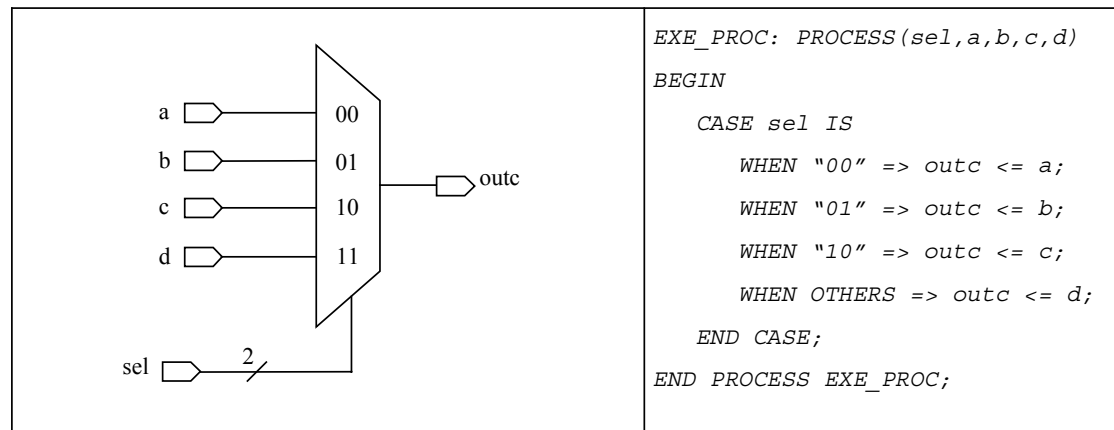 a
b
c
d
00
01
10
11
outc
sel
2
EXE_PROC: PROCESS(sel,a,b,c,d)
BEGIN
CASE sel IS
WHEN “00” => outc <= a;
WHEN “01” => outc <= b;
WHEN “10” => outc <= c;
WHEN OTHERS => outc <= d;
END CASE;
END PROCESS EXE_PROC;